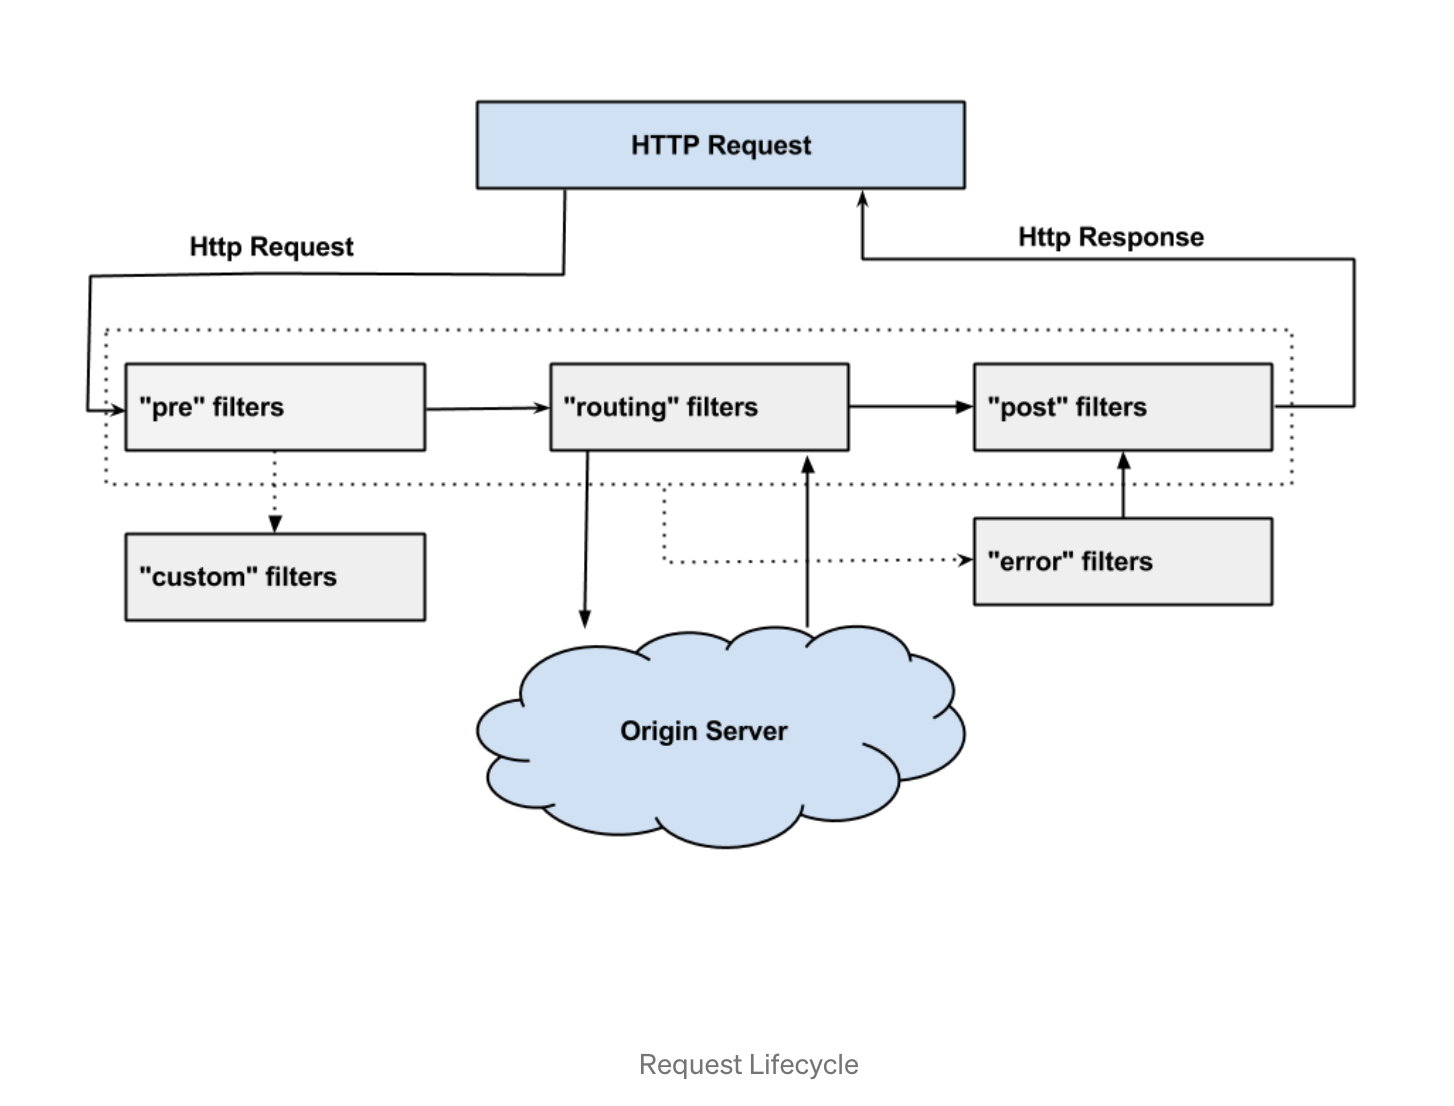 HTTP Request
Http Request
Http Response
"pre" filters
"routing" filters
"post" filters
"custom" filters
"error" filters
Origin Server
Request Lifecycle